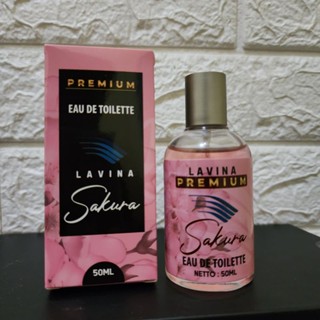 PREMIUM
EAU DE TOILETTE
LAVINA
Sakura
50ML
LAVINA
PREMIUM
Sakura
EAU DE TOILETTE
NETTO : 50ML